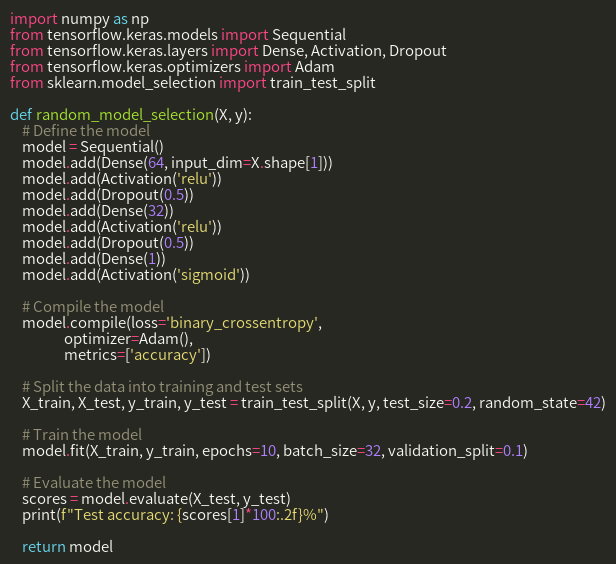 import numpy as np
from tensorflow.keras.models import Sequential
from tensorflow.keras.layers import Dense, Activation, Dropout
from tensorflow.keras.optimizers import Adam
from sklearn.model_selection import train_test_split

def random_model_selection(X, y):
    # Define the model
    model = Sequential()
    model.add(Dense(64, input_dim=X.shape[1]))
    model.add(Activation('relu'))
    model.add(Dropout(0.5))
    model.add(Dense(32))
    model.add(Activation('relu'))
    model.add(Dropout(0.5))
    model.add(Dense(1))
    model.add(Activation('sigmoid'))

    # Compile the model
    model.compile(loss='binary_crossentropy',
                  optimizer=Adam(),
                  metrics=['accuracy'])

    # Split the data into training and test sets
    X_train, X_test, y_train, y_test = train_test_split(X, y, test_size=0.2, random_state=42)

    # Train the model
    model.fit(X_train, y_train, epochs=10, batch_size=32, validation_split=0.1)

    # Evaluate the model
    scores = model.evaluate(X_test, y_test)
    print(f"Test accuracy: {scores[1]*100:.2f}%")

    return model